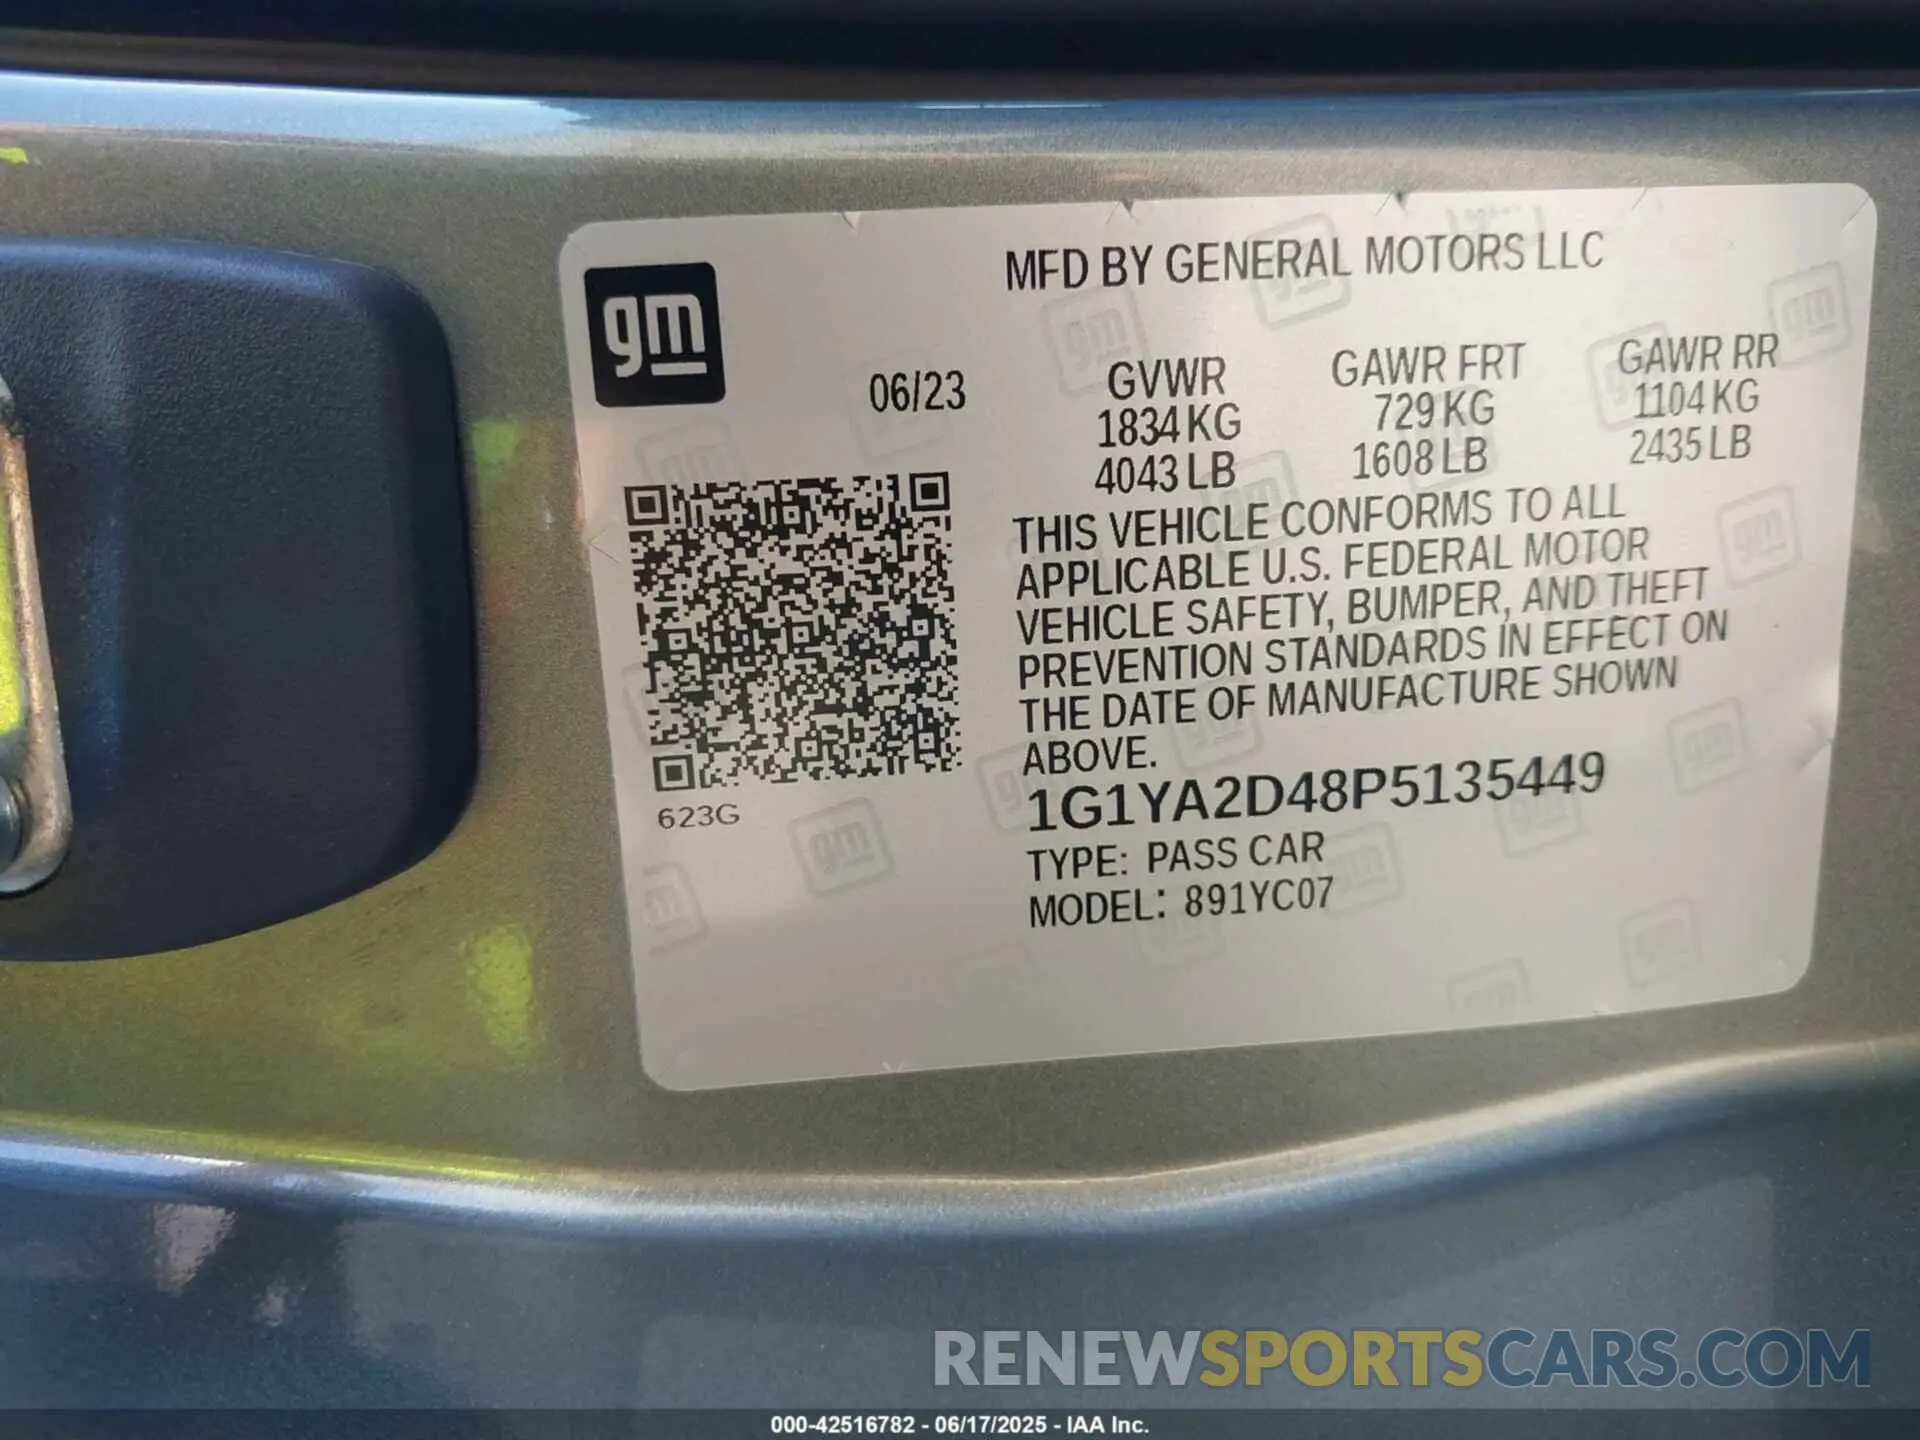 gm
MFD BY GENERAL MOTORS LLC
06/23
GVWR GAWR FRT GAWR RR
1834 KG 729 KG 1104 KG
4043 LB 1608 LB 2435 LB
THIS VEHICLE CONFORMS TO ALL
APPLICABLE U.S. FEDERAL MOTOR
VEHICLE SAFETY, BUMPER, AND THEFT
PREVENTION STANDARDS IN EFFECT ON
THE DATE OF MANUFACTURE SHOWN
ABOVE.
623G
1G1YA2D48P5135449
TYPE: PASS CAR
MODEL: 891YC07
RENEWSPORTSCARS.COM
000-42516782 - 06/17/2025 - IAA Inc.